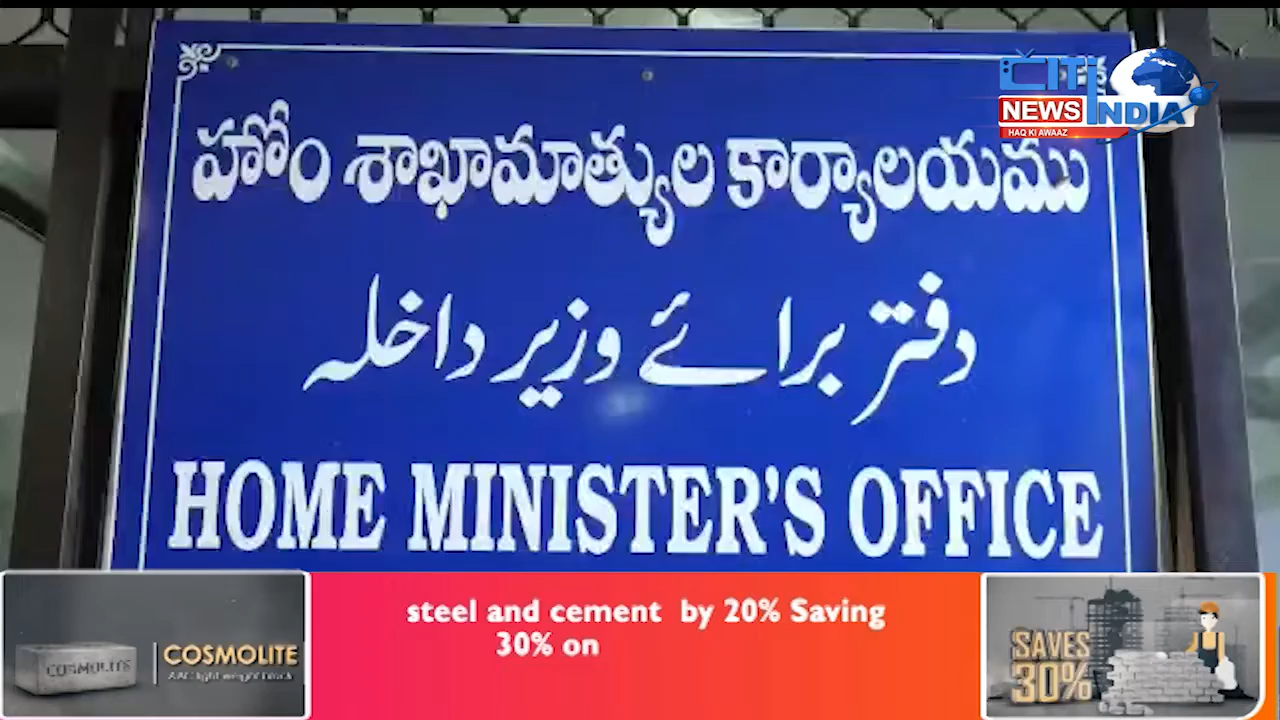 CITI
NEWS INDIA
HAQ KI AWAAZ
హోం శాఖామాత్యుల కార్యాలయము
دفتر برائے وزیر داخلہ
HOME MINISTER'S OFFICE
steel and cement by 20% Saving
30% on
COSMOLITE
COSMOLITE
AAC light weight block
SAVES
30%